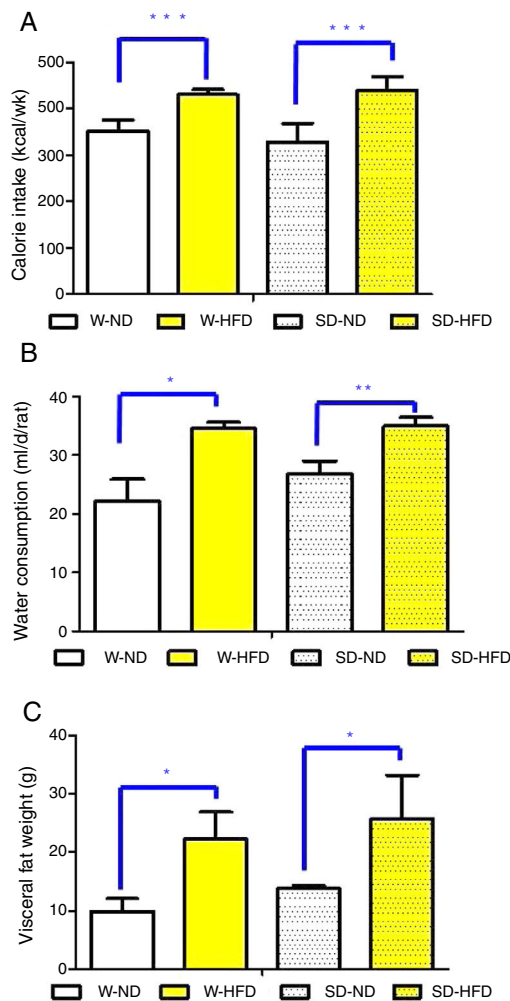 A
* * *
* * *
Calorie intake (kcal/wk)
500
500
300
200
100
0
W-ND W-HFD SD-ND SD-HFD
B
*
**
Water consumption (ml/d/rat)
40
30
20
10
0
W-ND W-HFD SD-ND SD-HFD
C
*
*
Visceral fat weight (g)
40
30
20
10
0
W-ND W-HFD SD-ND SD-HFD